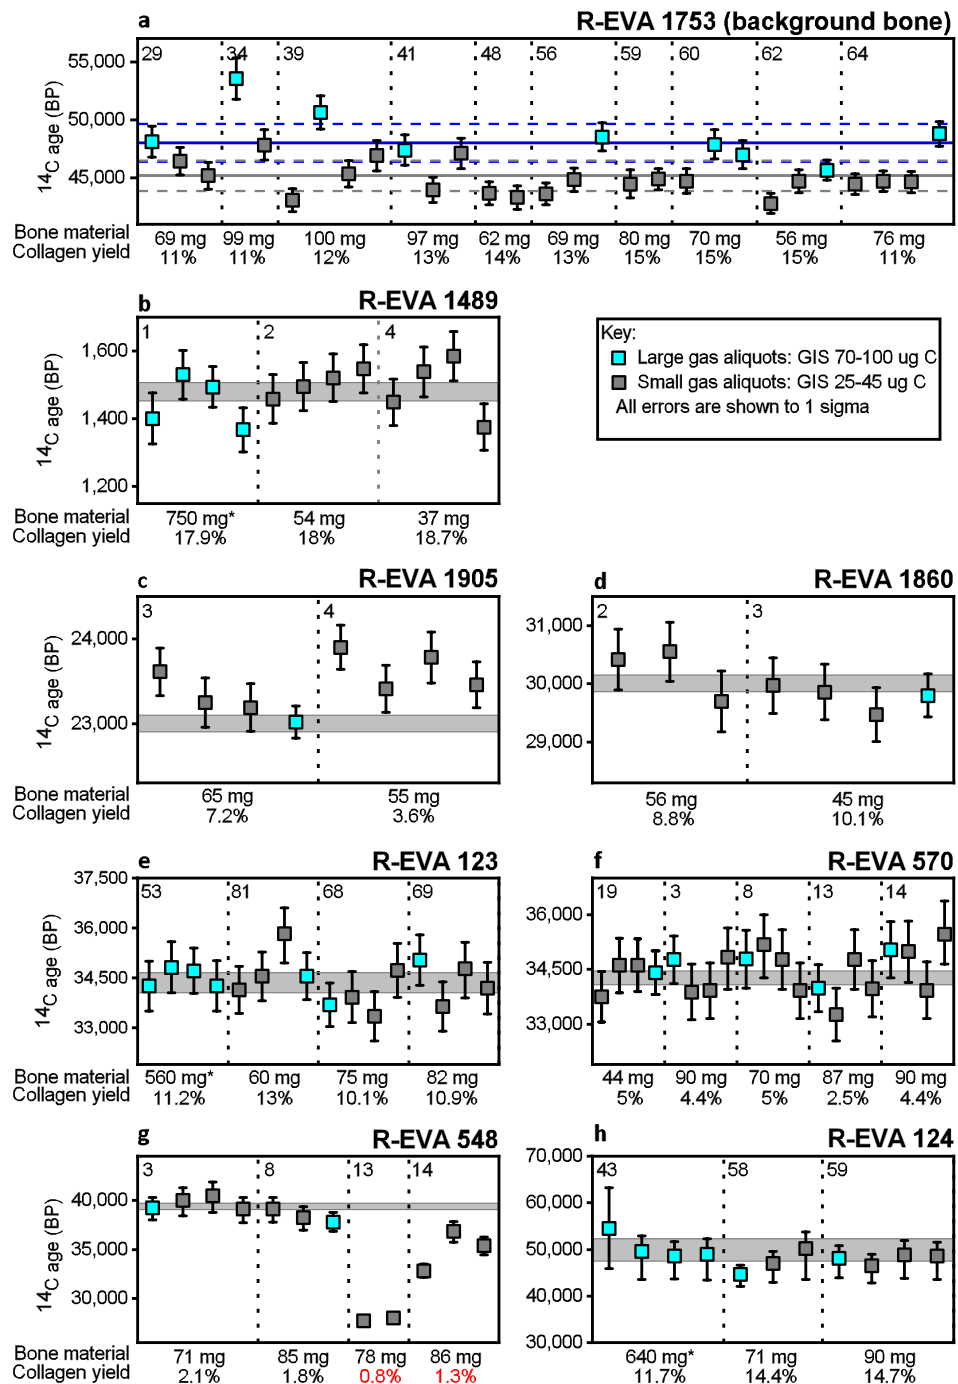 a R-EVA 1753 (background bone)
29 34 39 41 48 56 59 60 62 64
55,000
50,000
45,000
14C age (BP)
Bone material 69 mg 99 mg 100 mg 97 mg 62 mg 69 mg 80 mg 70 mg 56 mg 76 mg
Collagen yield 11% 11% 12% 13% 14% 13% 15% 15% 15% 11%
b R-EVA 1489
1 2 4
1,600
1,400
1,200
14C age (BP)
Bone material 750 mg* 54 mg 37 mg
Collagen yield 17.9% 18% 18.7%
Key:
Large gas aliquots: GIS 70-100 ug C
Small gas aliquots: GIS 25-45 ug C
All errors are shown to 1 sigma
c R-EVA 1905
3 4
24,000
23,000
14C age (BP)
Bone material 65 mg 55 mg
Collagen yield 7.2% 3.6%
d R-EVA 1860
2 3
31,000
30,000
29,000
56 mg 45 mg
8.8% 10.1%
e R-EVA 123
53 81 68 69
37,500
34,500
33,000
14C age (BP)
Bone material 560 mg* 60 mg 75 mg 82 mg
Collagen yield 11.2% 13% 10.1% 10.9%
f R-EVA 570
19 3 8 13 14
36,000
34,500
33,000
44 mg 90 mg 70 mg 87 mg 90 mg
5% 4.4% 5% 2.5% 4.4%
g R-EVA 548
3 8 13 14
40,000
35,000
30,000
14C age (BP)
Bone material 71 mg 85 mg 78 mg 86 mg
Collagen yield 2.1% 1.8% 0.8% 1.3%
h R-EVA 124
43 58 59
70,000
60,000
50,000
40,000
30,000
640 mg* 71 mg 90 mg
11.7% 14.4% 14.7%